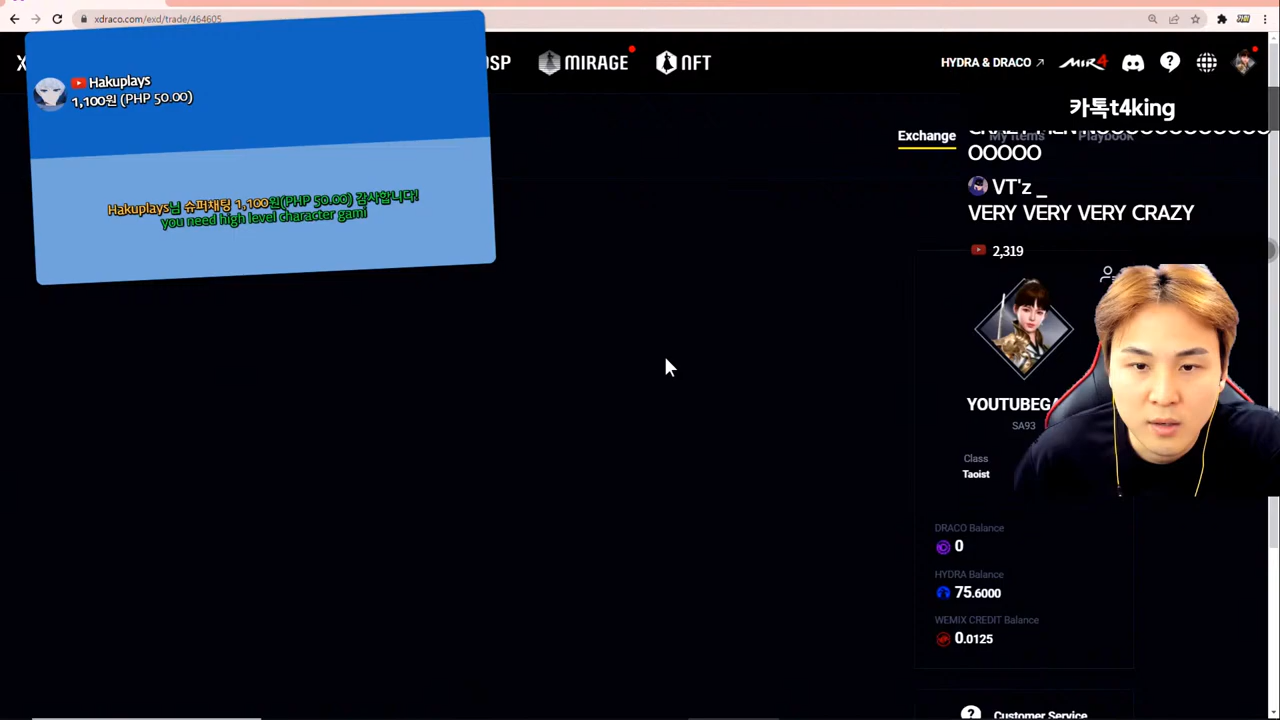 xdraco.com/exd/trade/464605
X
DSP
MIRAGE
NFT
HYDRA & DRACO ↗
MIR4
Hakuplays
1,100원 (PHP 50.00)
Hakuplays님 슈퍼채팅 1,100원(PHP 50.00) 감사합니다!
you need high level character gami
카톡t4king
Exchange
My Items
Playbook
OOOOO
VT'z _
VERY VERY VERY CRAZY
2,319
YOUTUBEGA
SA93
Class
Taoist
DRACO Balance
0
HYDRA Balance
75.6000
WEMIX CREDIT Balance
0.0125
Customer Service